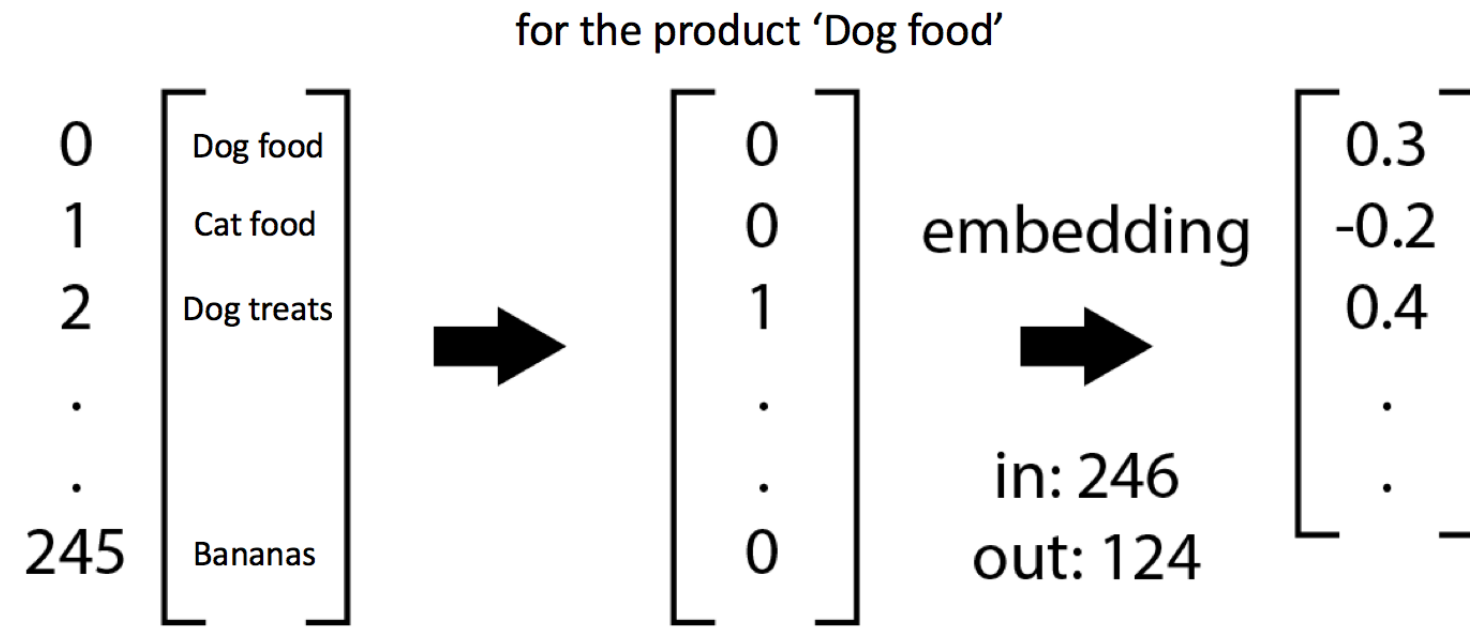 for the product ‘Dog food’
0 Dog food 0 0.3
1 Cat food 0 embedding -0.2
2 Dog treats 1 0.4
. . .
. . in: 246 .
245 Bananas 0 out: 124